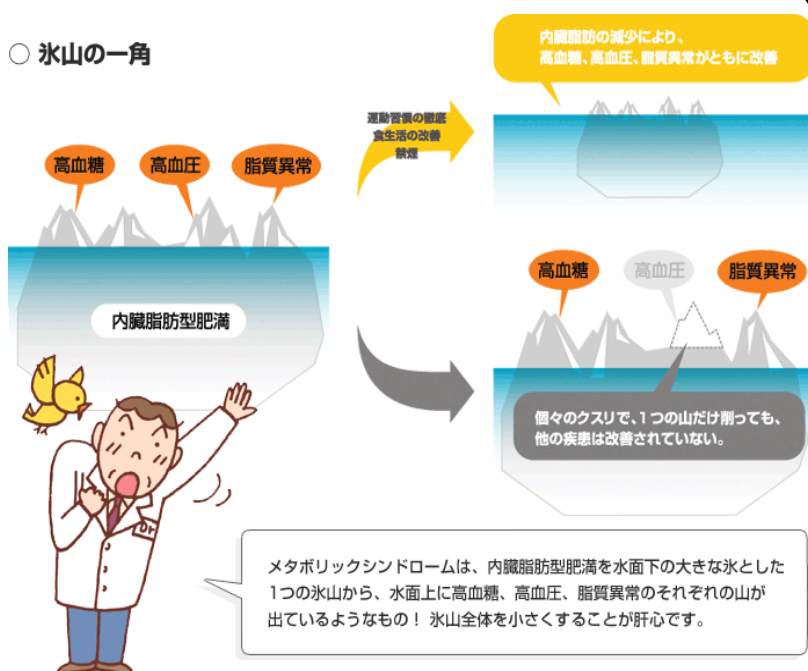 ○ 氷山の一角
高血糖
高血圧
脂質異常
内臓脂肪型肥満
運動習慣の徹底
食生活の改善
禁煙
内臓脂肪の減少により、
高血糖、高血圧、脂質異常がともに改善
高血糖
高血圧
脂質異常
個々のクスリで、1つの山だけ削っても、
他の疾患は改善されていない。
Dr
メタボリックシンドロームは、内臓脂肪型肥満を水面下の大きな氷とした
1つの氷山から、水面上に高血糖、高血圧、脂質異常のそれぞれの山が
出ているようなもの! 氷山全体を小さくすることが肝心です。